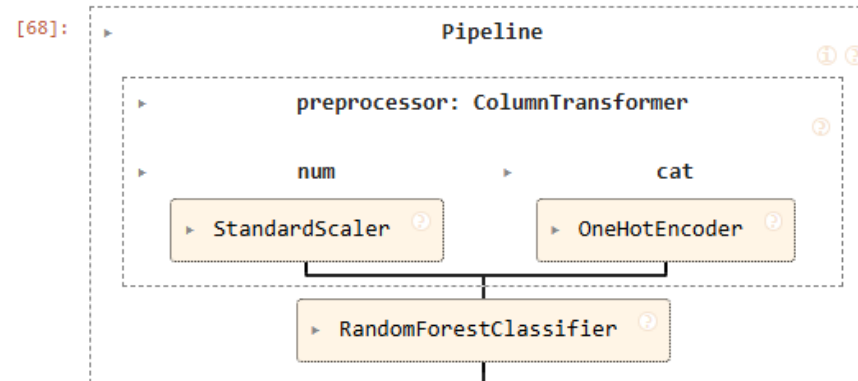 [68]:
Pipeline
i ?
preprocessor: ColumnTransformer
?
num cat
StandardScaler ? OneHotEncoder ?
RandomForestClassifier ?